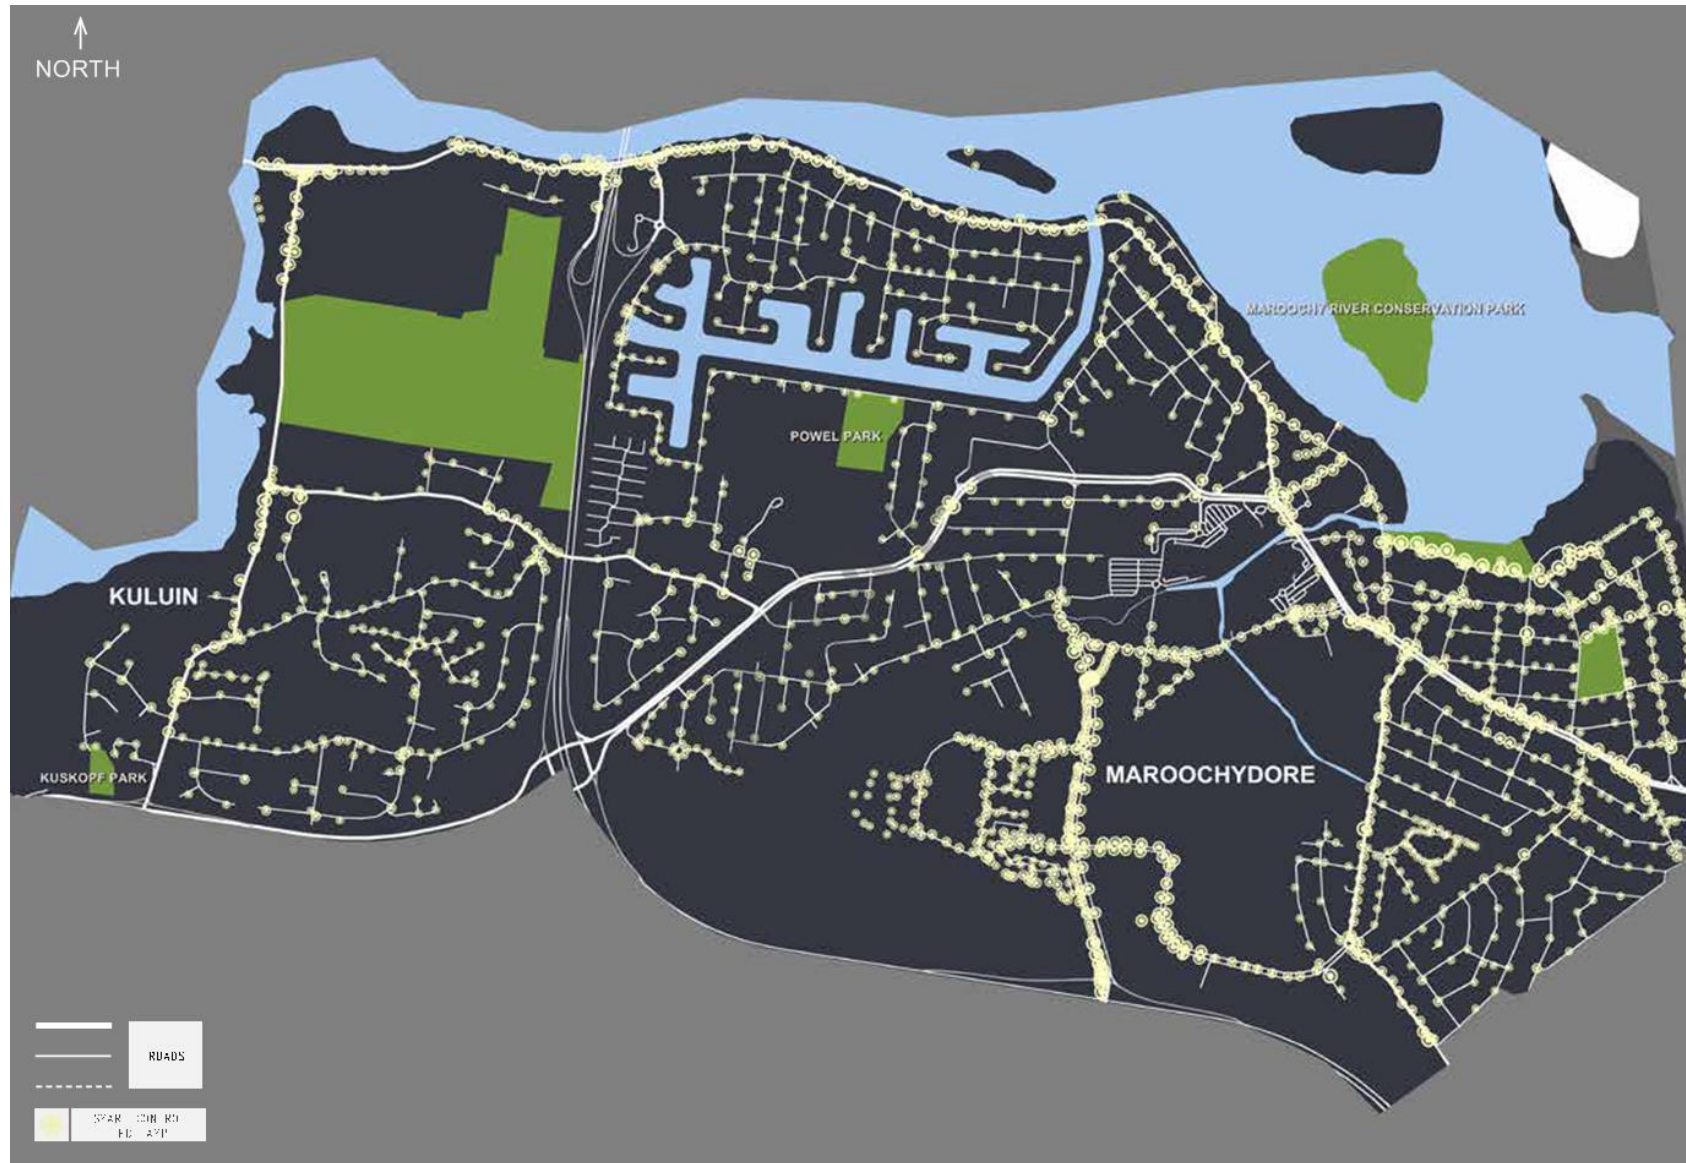 NORTH
MAROOCHY RIVER CONSERVATION PARK
POWEL PARK
KULUIN
MAROOCHYDORE
KUSKOPF PARK
ROADS